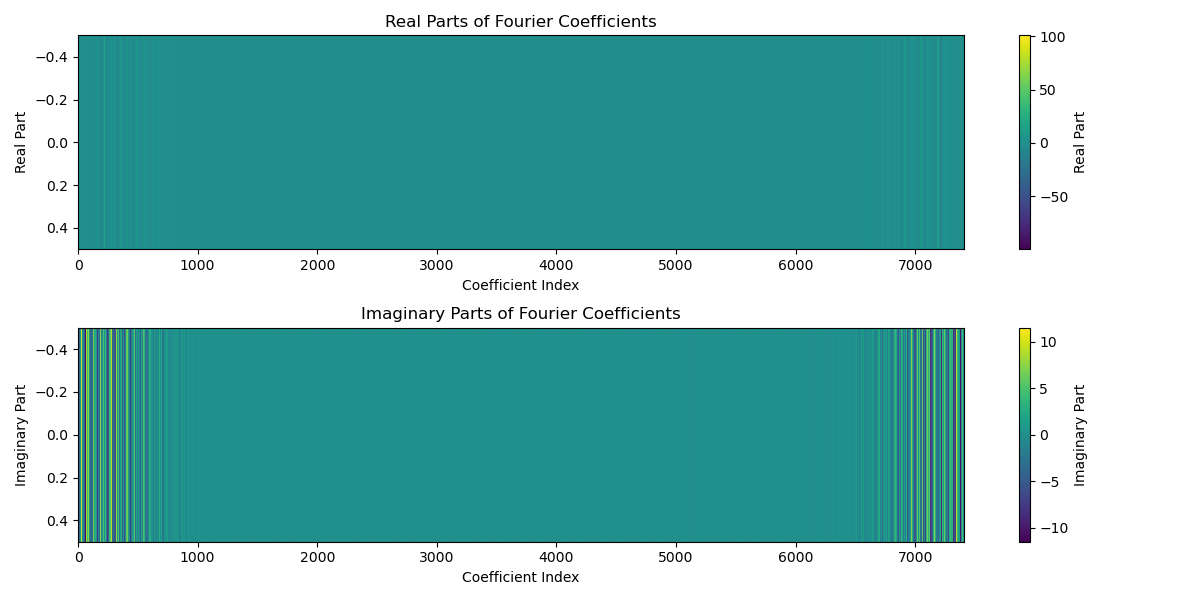 Real Parts of Fourier Coefficients
−0.4
−0.2
0.0
0.2
0.4
Real Part
0 1000 2000 3000 4000 5000 6000 7000
Coefficient Index
100
50
0
−50
Real Part
Imaginary Parts of Fourier Coefficients
−0.4
−0.2
0.0
0.2
0.4
Imaginary Part
0 1000 2000 3000 4000 5000 6000 7000
Coefficient Index
10
5
0
−5
−10
Imaginary Part